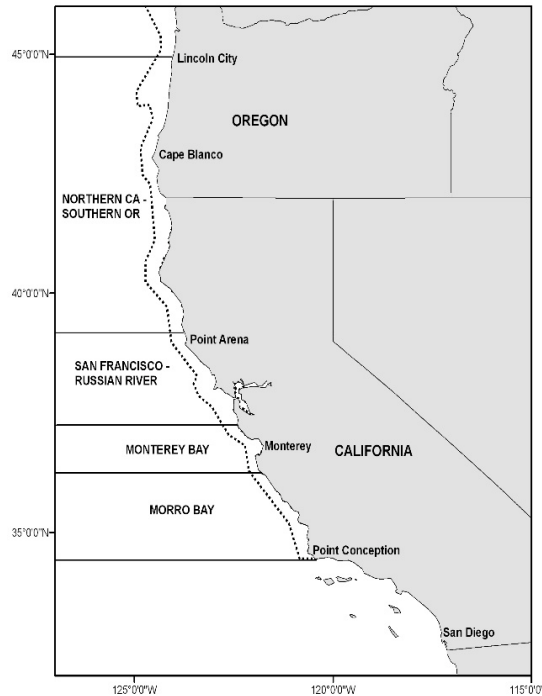 45°0'0"N
Lincoln City
OREGON
Cape Blanco
NORTHERN CA -
SOUTHERN OR
40°0'0"N
Point Arena
SAN FRANCISCO -
RUSSIAN RIVER
Monterey
MONTEREY BAY
CALIFORNIA
MORRO BAY
35°0'0"N
Point Conception
San Diego
125°0'0"W
120°0'0"W
115°0'0"W